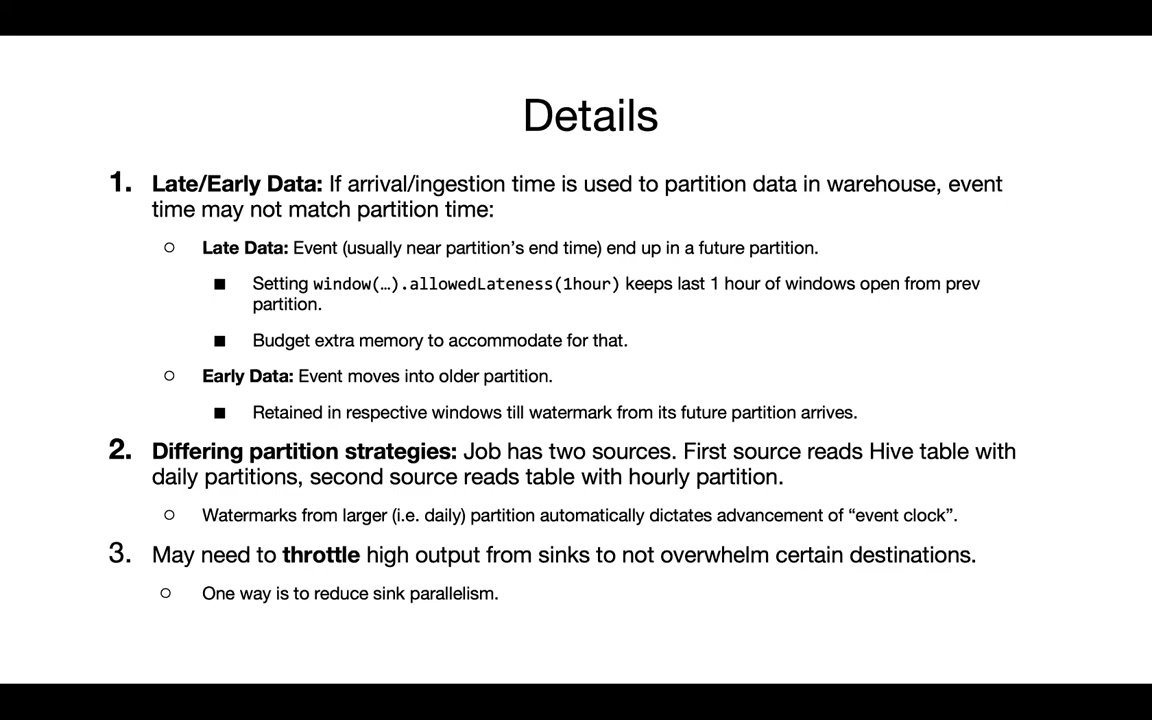 Details
1. Late/Early Data: If arrival/ingestion time is used to partition data in warehouse, event
time may not match partition time:
○ Late Data: Event (usually near partition's end time) end up in a future partition.
■ Setting window(…).allowedLateness(1hour) keeps last 1 hour of windows open from prev
partition.
■ Budget extra memory to accommodate for that.
○ Early Data: Event moves into older partition.
■ Retained in respective windows till watermark from its future partition arrives.
2. Differing partition strategies: Job has two sources. First source reads Hive table with
daily partitions, second source reads table with hourly partition.
○ Watermarks from larger (i.e. daily) partition automatically dictates advancement of “event clock”.
3. May need to throttle high output from sinks to not overwhelm certain destinations.
○ One way is to reduce sink parallelism.